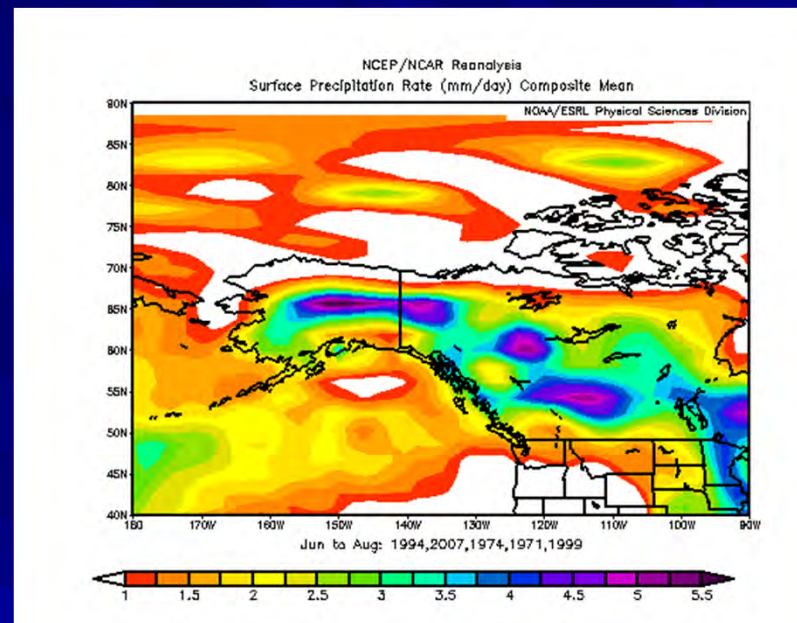 NCEP/NCAR Reanalysis
Surface Precipitation Rate (mm/day) Composite Mean
NOAA/ESRL Physical Sciences Division
90N
85N
80N
75N
70N
65N
60N
55N
50N
45N
40N
180 170W 160W 150W 140W 130W 120W 110W 100W 90W
Jun to Aug: 1994,2007,1974,1971,1999
1 1.5 2 2.5 3 3.5 4 4.5 5 5.5